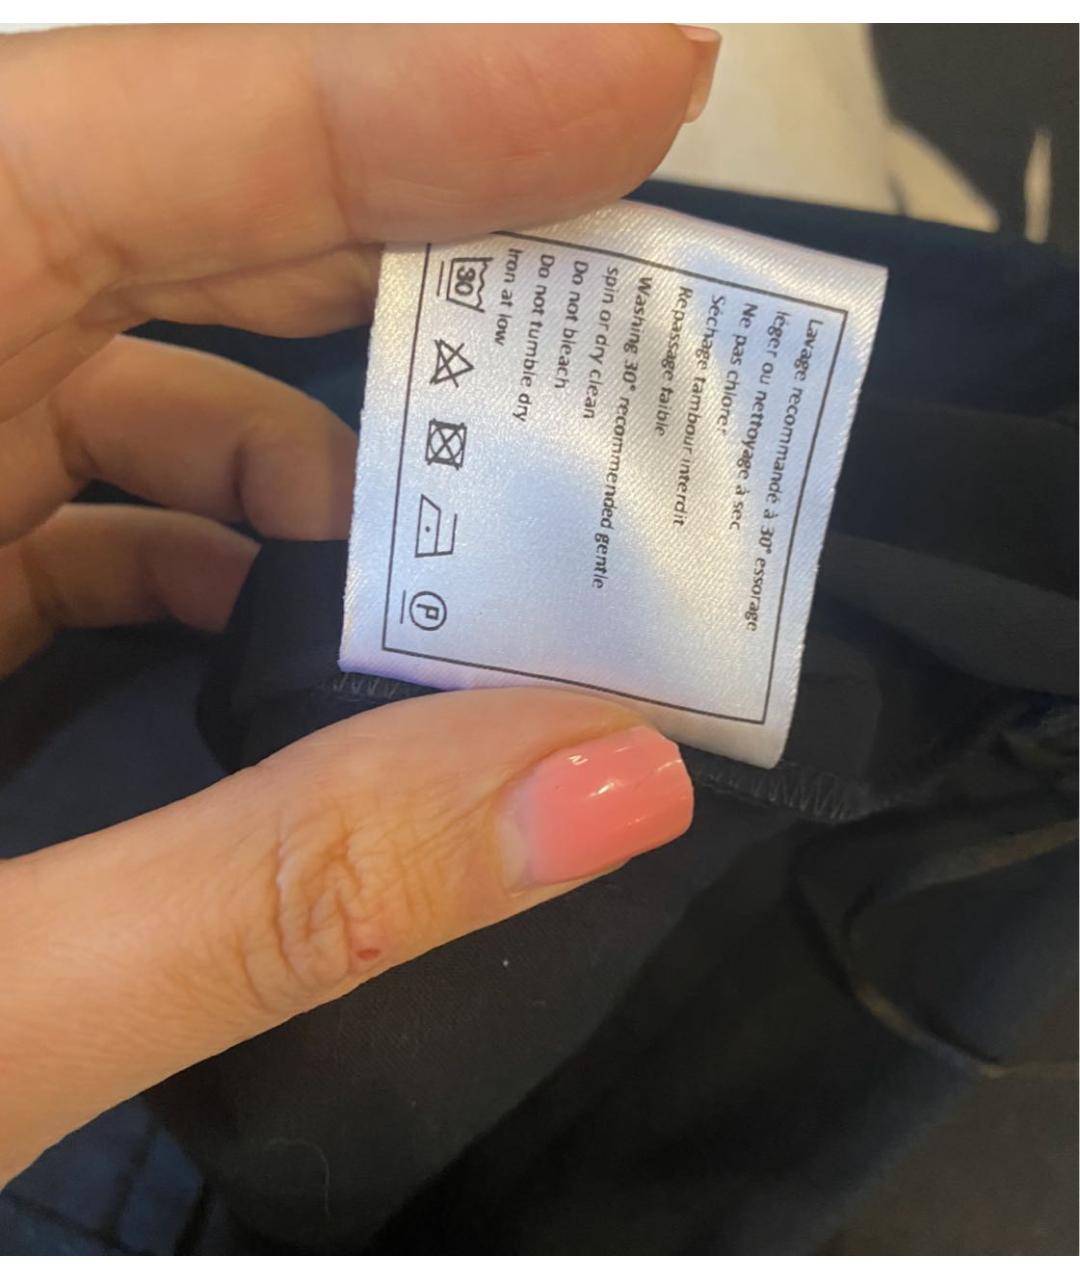 Lavage recommandé à 30° essorage
léger ou nettoyage à sec
Ne pas chlorer
Séchage tambour interdit
Repassage faible
Washing 30° recommended gentle
spin or dry clean
Do not bleach
Do not tumble dry
Iron at low
30
P